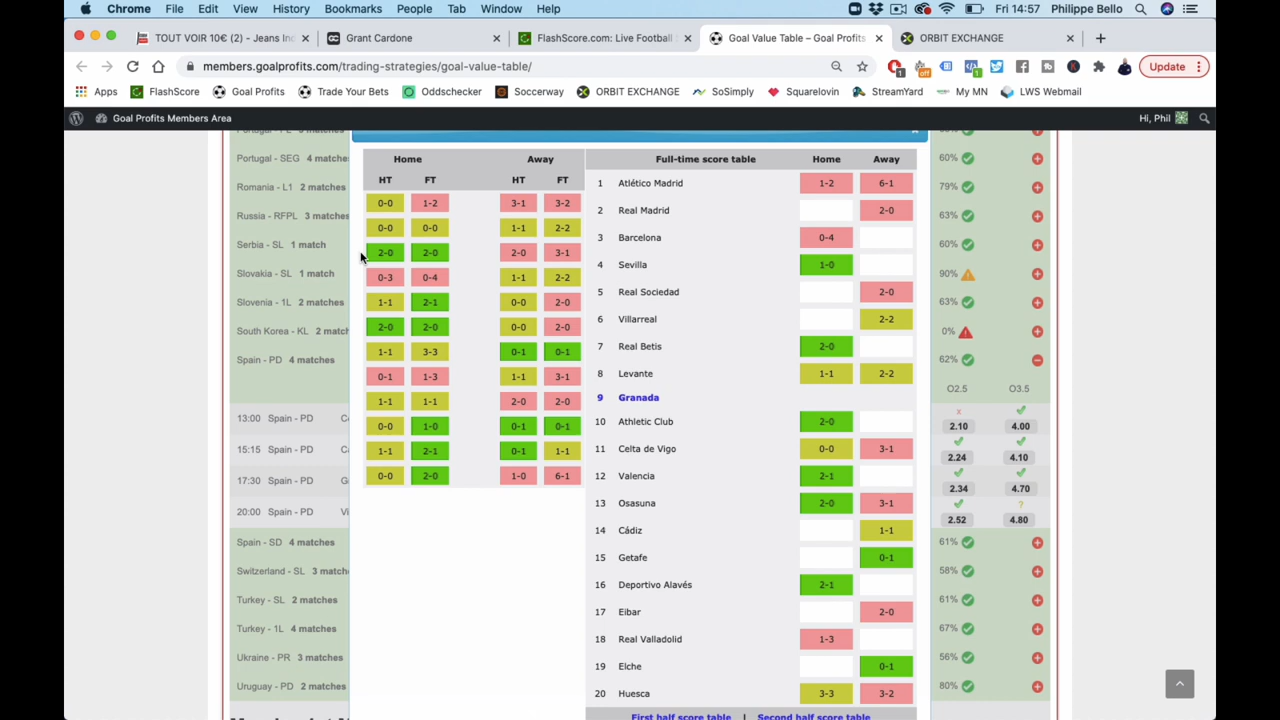 Chrome File Edit View History Bookmarks People Tab Window Help Fri 14:57 Philippe Bello
TOUT VOIR 10€ (2) – Jeans In Grant Cardone FlashScore.com: Live Football Goal Value Table – Goal Profits ORBIT EXCHANGE
members.goalprofits.com/trading-strategies/goal-value-table/ 1 off 1 Update
Apps FlashScore Goal Profits Trade Your Bets Oddschecker Soccerway ORBIT EXCHANGE SoSimply Squarelovin StreamYard My MN LWS Webmail
Goal Profits Members Area Hi, Phil
Portugal - SEG 4 matches
Romania - L1 2 matches
Russia - RFPL 3 matches
Serbia - SL 1 match
Slovakia - SL 1 match
Slovenia - 1L 2 matches
South Korea - KL 2 match
Spain - PD 4 matches
13:00 Spain - PD
15:15 Spain - PD
17:30 Spain - PD
20:00 Spain - PD
Spain - SD 4 matches
Switzerland - SL 3 match
Turkey - SL 2 matches
Turkey - 1L 4 matches
Ukraine - PR 3 matches
Uruguay - PD 2 matches
Home Away
HT FT HT FT
0-0 1-2 3-1 3-2
0-0 0-0 1-1 2-2
2-0 2-0 2-0 3-1
0-3 0-4 1-1 2-2
1-1 2-1 0-0 2-0
2-0 2-0 0-0 2-0
1-1 3-3 0-1 0-1
0-1 1-3 1-1 3-1
1-1 1-1 2-0 2-0
0-0 1-0 0-1 0-1
1-1 2-1 0-1 1-1
0-0 2-0 1-0 6-1
Full-time score table Home Away
1 Atlético Madrid 1-2 6-1
2 Real Madrid 2-0
3 Barcelona 0-4
4 Sevilla 1-0
5 Real Sociedad 2-0
6 Villarreal 2-2
7 Real Betis 2-0
8 Levante 1-1 2-2
9 Granada
10 Athletic Club 2-0
11 Celta de Vigo 0-0 3-1
12 Valencia 2-1
13 Osasuna 2-0 3-1
14 Cádiz 1-1
15 Getafe 0-1
16 Deportivo Alavés 2-1
17 Eibar 2-0
18 Real Valladolid 1-3
19 Elche 0-1
20 Huesca 3-3 3-2
First half score table | Second half score table
60%
79%
63%
60%
90%
63%
0%
62%
O2.5 O3.5
x
2.10 4.00
2.24 4.10
2.34 4.70
?
2.52 4.80
61%
58%
61%
67%
56%
80%